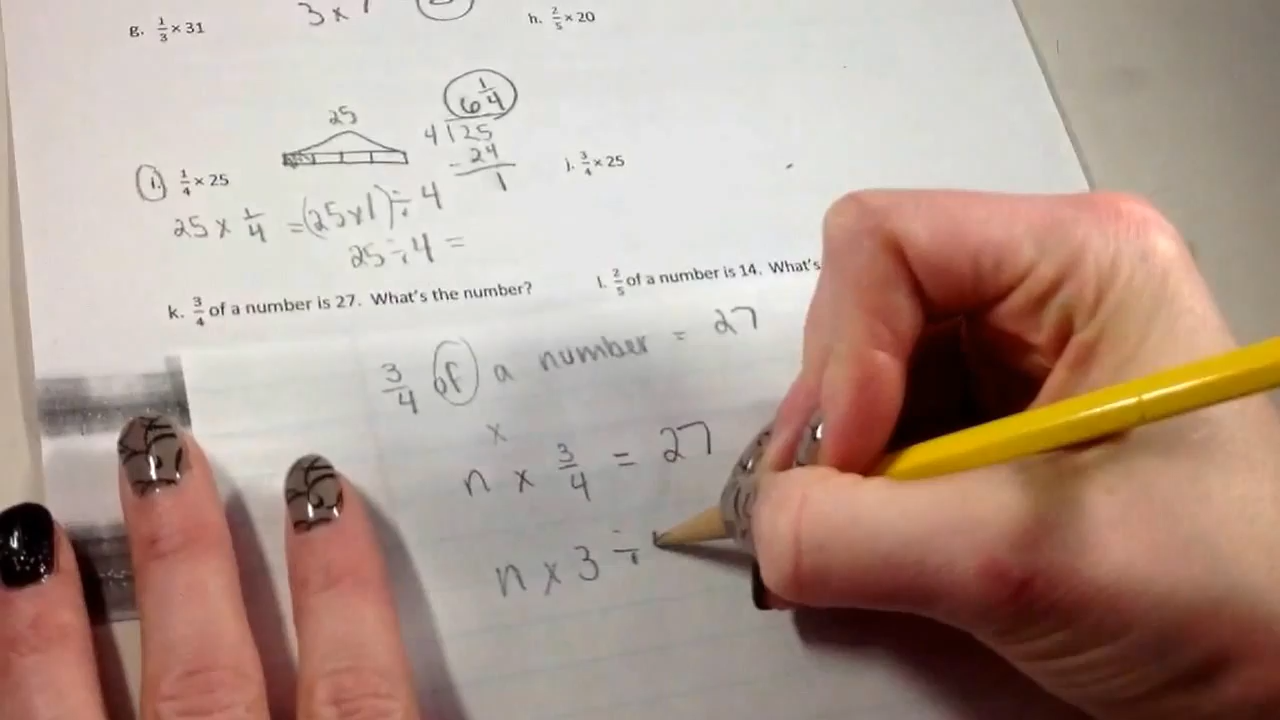 3 x
g. 1/3 × 31
h. 2/5 × 20
25
6 1/4
4 25
- 24
1
i. 1/4 × 25
j. 3/4 × 25
25 x 1/4 = (25x1) ÷ 4
25 ÷ 4 =
k. 3/4 of a number is 27. What's the number?
l. 2/5 of a number is 14. What's
3/4 of a number = 27
x
n x 3/4 = 27
n x 3 ÷